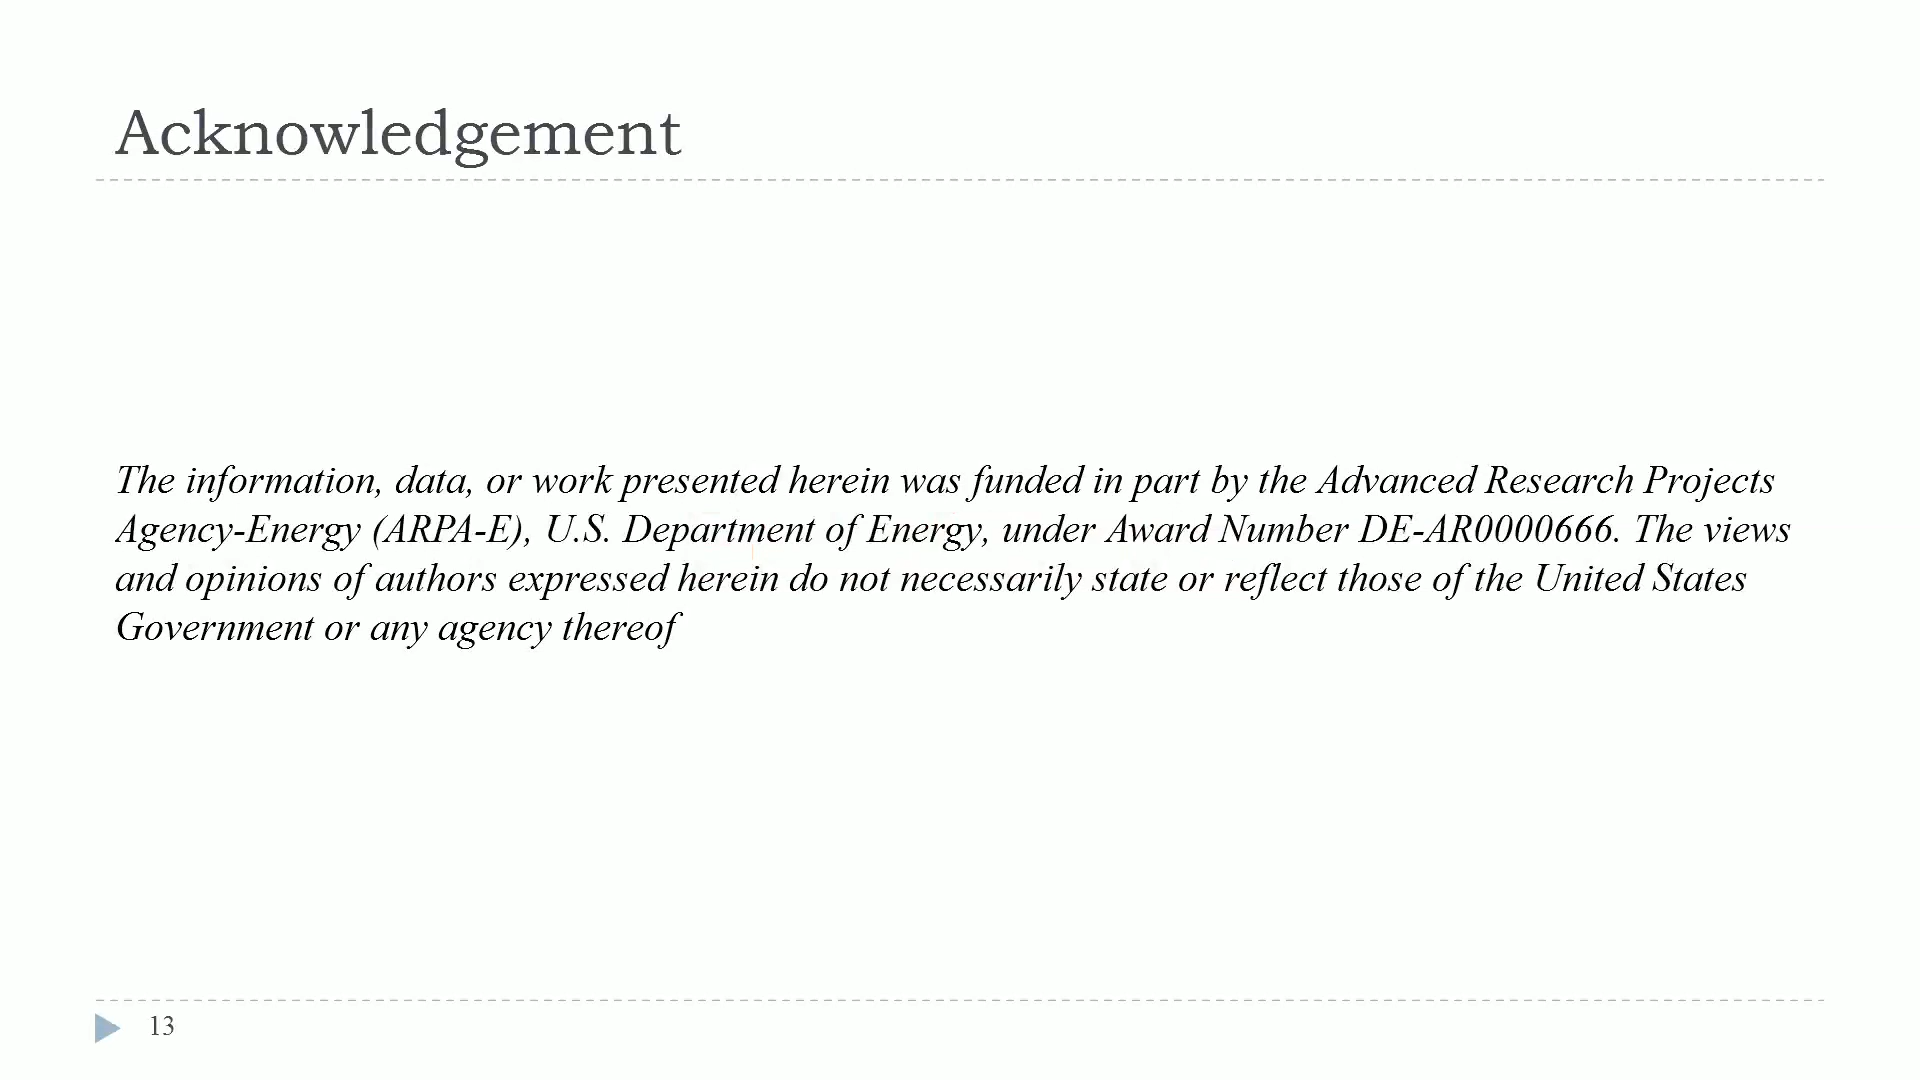 Acknowledgement
The information, data, or work presented herein was funded in part by the Advanced Research Projects
Agency-Energy (ARPA-E), U.S. Department of Energy, under Award Number DE-AR0000666. The views
and opinions of authors expressed herein do not necessarily state or reflect those of the United States
Government or any agency thereof
13